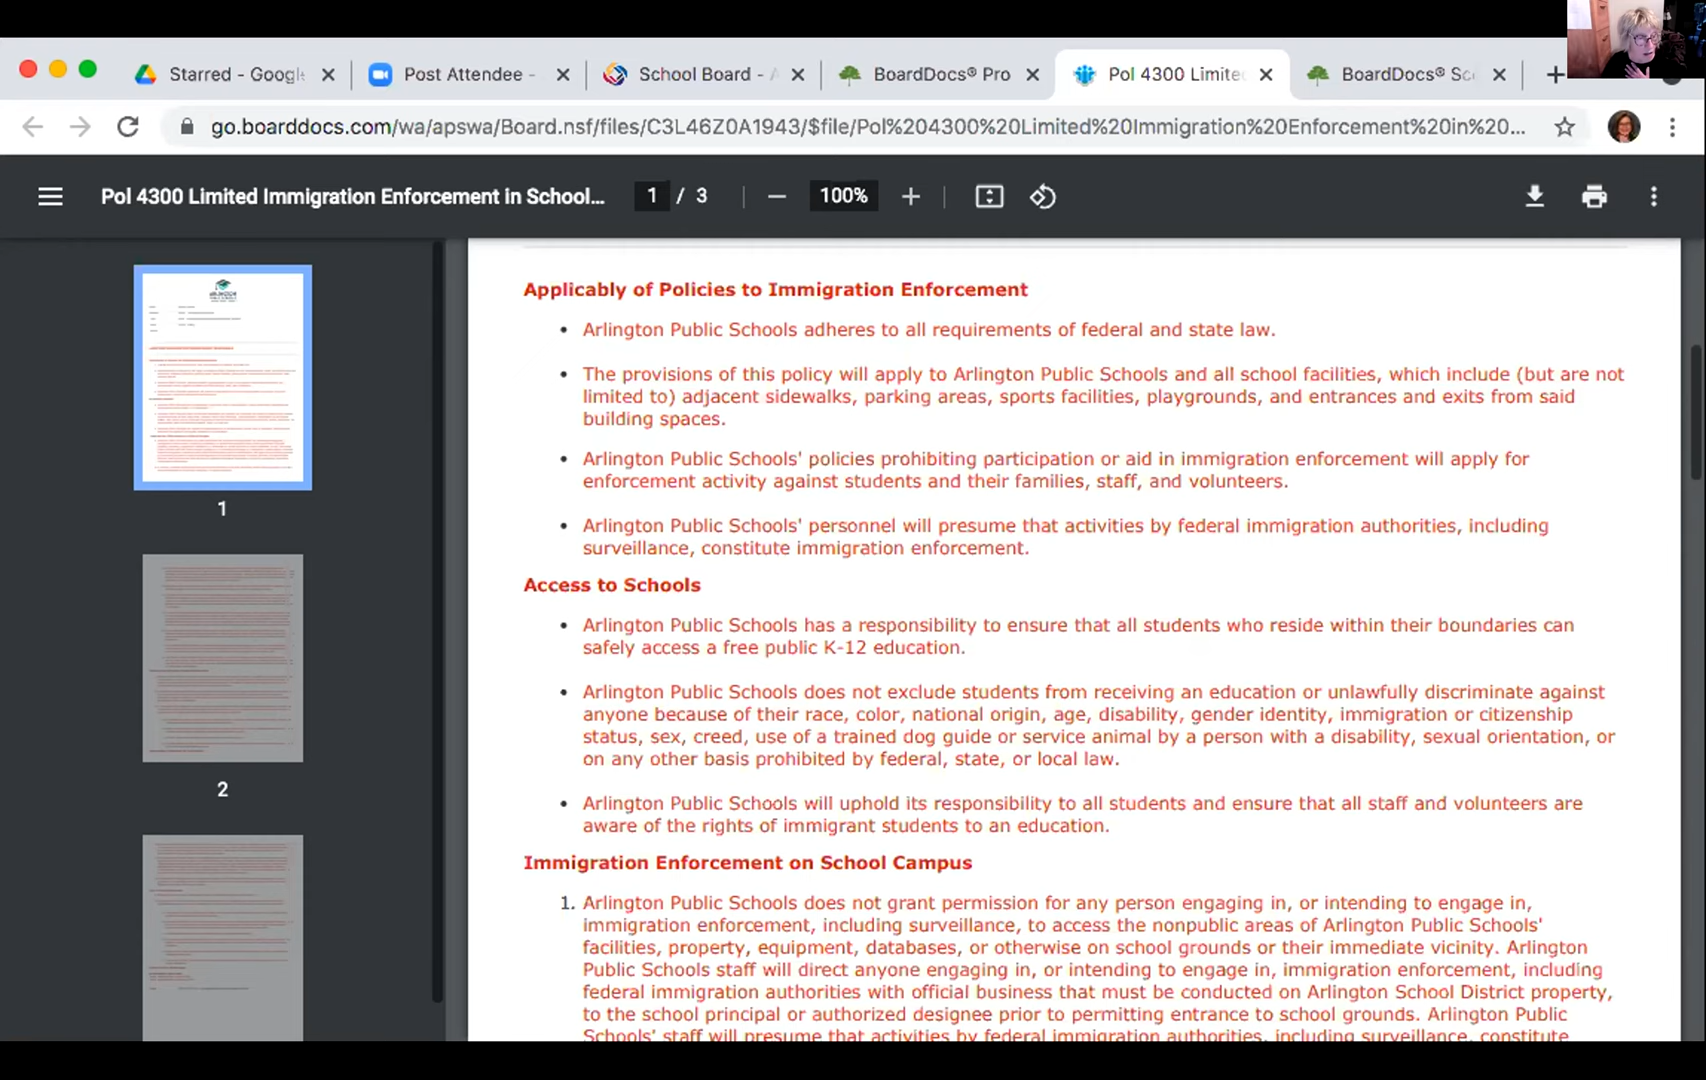 Starred - Google
Post Attendee -
School Board - A
BoardDocs® Pro
Pol 4300 Limite
BoardDocs® Sc
go.boarddocs.com/wa/apswa/Board.nsf/files/C3L46Z0A1943/$file/Pol%204300%20Limited%20Immigration%20Enforcement%20in%20...
Pol 4300 Limited Immigration Enforcement in School...
1 / 3
100%
1
2
Applicably of Policies to Immigration Enforcement
• Arlington Public Schools adheres to all requirements of federal and state law.
• The provisions of this policy will apply to Arlington Public Schools and all school facilities, which include (but are not
limited to) adjacent sidewalks, parking areas, sports facilities, playgrounds, and entrances and exits from said
building spaces.
• Arlington Public Schools' policies prohibiting participation or aid in immigration enforcement will apply for
enforcement activity against students and their families, staff, and volunteers.
• Arlington Public Schools' personnel will presume that activities by federal immigration authorities, including
surveillance, constitute immigration enforcement.
Access to Schools
• Arlington Public Schools has a responsibility to ensure that all students who reside within their boundaries can
safely access a free public K-12 education.
• Arlington Public Schools does not exclude students from receiving an education or unlawfully discriminate against
anyone because of their race, color, national origin, age, disability, gender identity, immigration or citizenship
status, sex, creed, use of a trained dog guide or service animal by a person with a disability, sexual orientation, or
on any other basis prohibited by federal, state, or local law.
• Arlington Public Schools will uphold its responsibility to all students and ensure that all staff and volunteers are
aware of the rights of immigrant students to an education.
Immigration Enforcement on School Campus
1. Arlington Public Schools does not grant permission for any person engaging in, or intending to engage in,
immigration enforcement, including surveillance, to access the nonpublic areas of Arlington Public Schools'
facilities, property, equipment, databases, or otherwise on school grounds or their immediate vicinity. Arlington
Public Schools staff will direct anyone engaging in, or intending to engage in, immigration enforcement, including
federal immigration authorities with official business that must be conducted on Arlington School District property,
to the school principal or authorized designee prior to permitting entrance to school grounds. Arlington Public
Schools' staff will presume that activities by federal immigration authorities, including surveillance, constitute